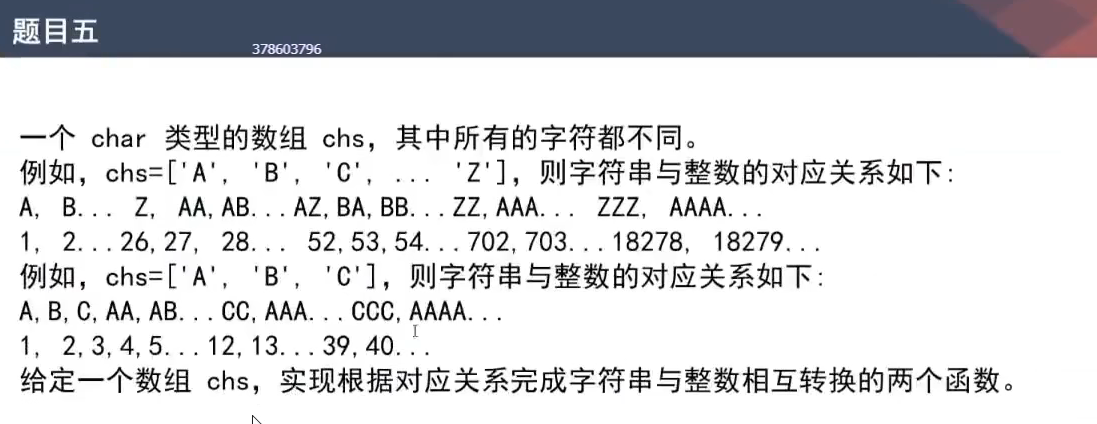 题目五
378603796
一个 char 类型的数组 chs，其中所有的字符都不同。
例如，chs=['A', 'B', 'C', ... 'Z']，则字符串与整数的对应关系如下:
A, B... Z, AA,AB...AZ,BA,BB...ZZ,AAA... ZZZ, AAAA...
1, 2...26,27, 28... 52,53,54...702,703...18278, 18279...
例如，chs=['A', 'B', 'C']，则字符串与整数的对应关系如下:
A,B,C,AA,AB...CC,AAA...CCC,AAAA...
1, 2,3,4,5...12,13...39,40...
给定一个数组 chs，实现根据对应关系完成字符串与整数相互转换的两个函数。